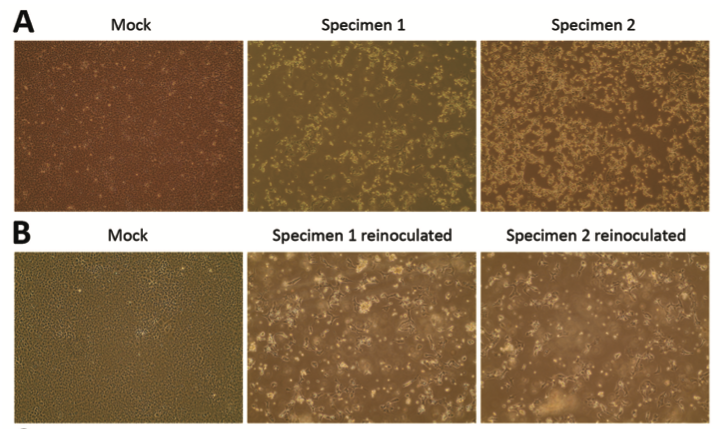 A
Mock
Specimen 1
Specimen 2
B
Mock
Specimen 1 reinoculated
Specimen 2 reinoculated